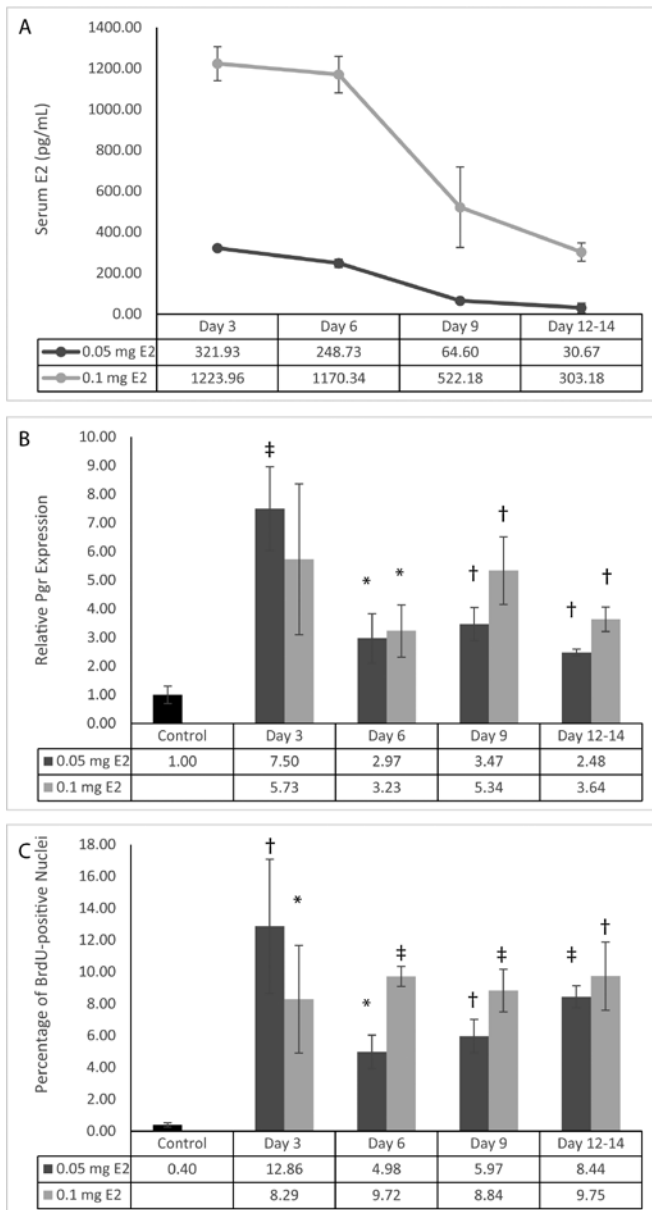 A
1400.00
1200.00
1000.00
800.00
600.00
400.00
200.00
0.00
Serum E2 (pg/mL)
Day 3 Day 6 Day 9 Day 12-14
0.05 mg E2 321.93 248.73 64.60 30.67
0.1 mg E2 1223.96 1170.34 522.18 303.18
B
10.00
9.00
8.00
7.00
6.00
5.00
4.00
3.00
2.00
1.00
0.00
Relative Pgr Expression
‡
* *
† †
† †
Control Day 3 Day 6 Day 9 Day 12-14
0.05 mg E2 1.00 7.50 2.97 3.47 2.48
0.1 mg E2 5.73 3.23 5.34 3.64
C
18.00
16.00
14.00
12.00
10.00
8.00
6.00
4.00
2.00
0.00
Percentage of BrdU-positive Nuclei
† *
* ‡
† ‡
‡ †
Control Day 3 Day 6 Day 9 Day 12-14
0.05 mg E2 0.40 12.86 4.98 5.97 8.44
0.1 mg E2 8.29 9.72 8.84 9.75